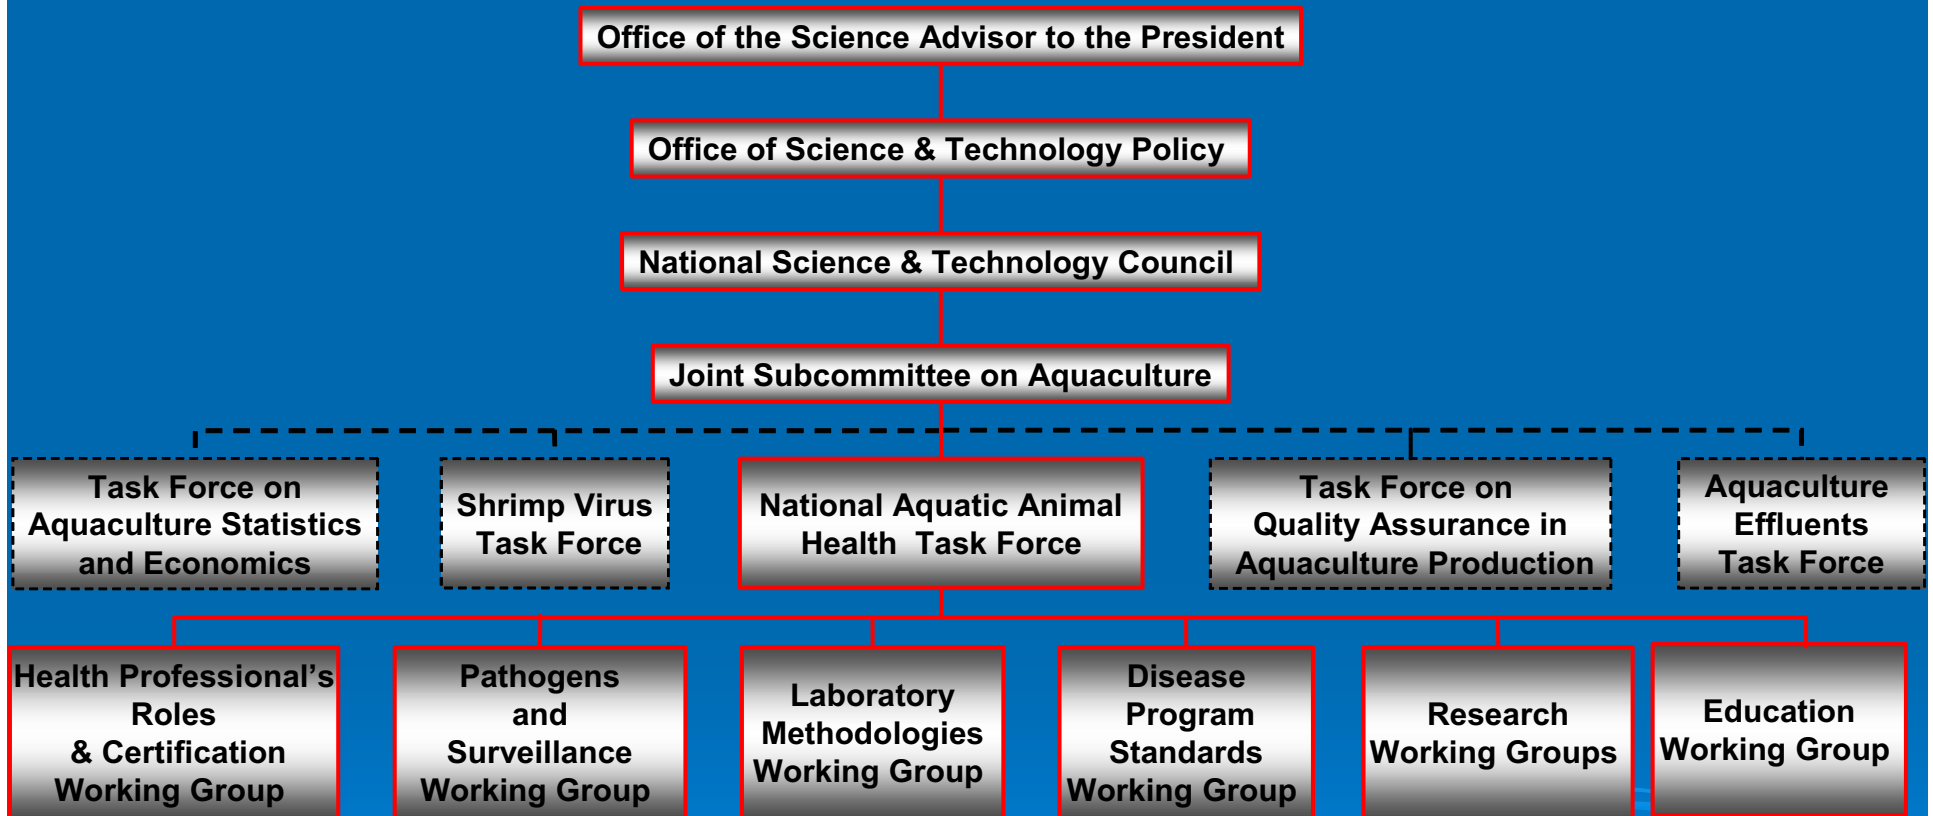 Office of the Science Advisor to the President
Office of Science & Technology Policy
National Science & Technology Council
Joint Subcommittee on Aquaculture
Task Force on
Aquaculture Statistics
and Economics
Shrimp Virus
Task Force
National Aquatic Animal
Health Task Force
Task Force on
Quality Assurance in
Aquaculture Production
Aquaculture
Effluents
Task Force
Health Professional's
Roles
& Certification
Working Group
Pathogens
and
Surveillance
Working Group
Laboratory
Methodologies
Working Group
Disease
Program
Standards
Working Group
Research
Working Groups
Education
Working Group